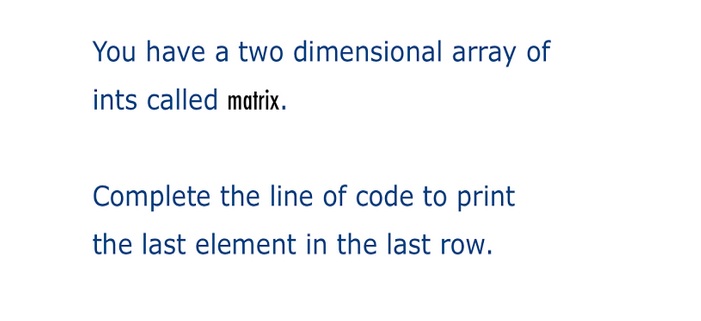 You have a two dimensional array of
ints called matrix.
Complete the line of code to print
the last element in the last row.